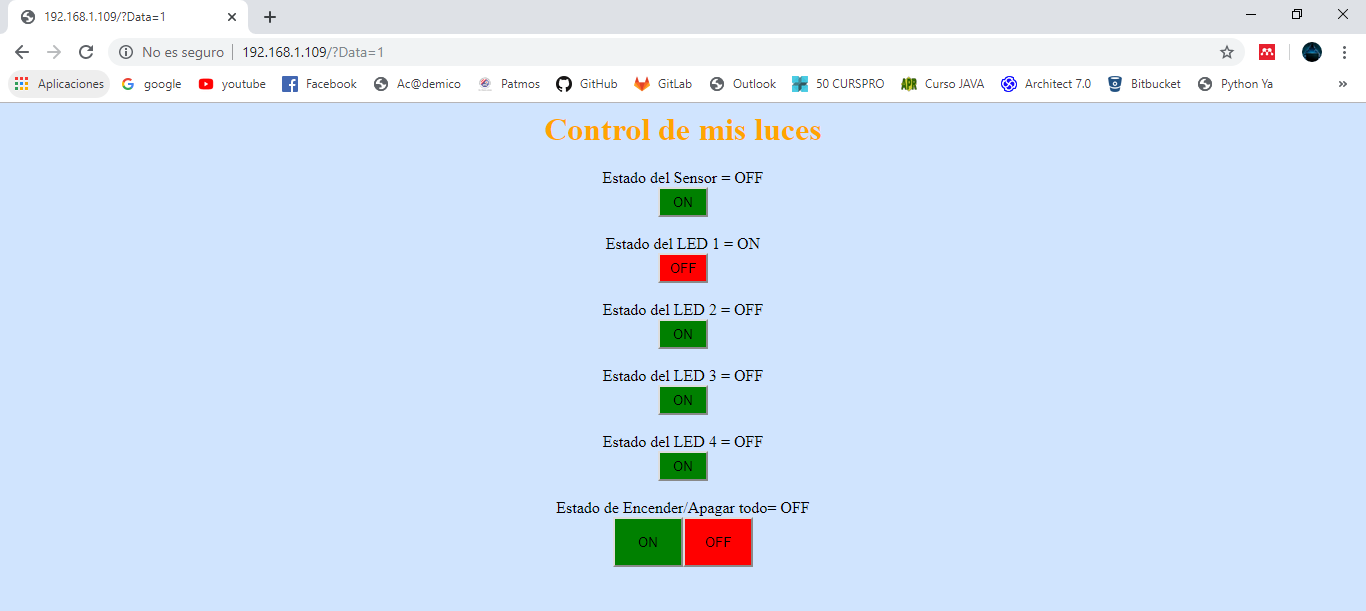 192.168.1.109/?Data=1
No es seguro | 192.168.1.109/?Data=1
Aplicaciones google youtube Facebook Ac@demico Patmos GitHub GitLab Outlook 50 CURSPRO Curso JAVA Architect 7.0 Bitbucket Python Ya
Control de mis luces
Estado del Sensor = OFF
ON
Estado del LED 1 = ON
OFF
Estado del LED 2 = OFF
ON
Estado del LED 3 = OFF
ON
Estado del LED 4 = OFF
ON
Estado de Encender/Apagar todo= OFF
ON OFF